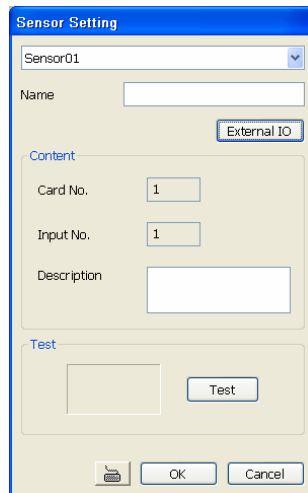 Sensor Setting
Sensor01
Name
External IO
Content
Card No. 1
Input No. 1
Description
Test
Test
OK Cancel